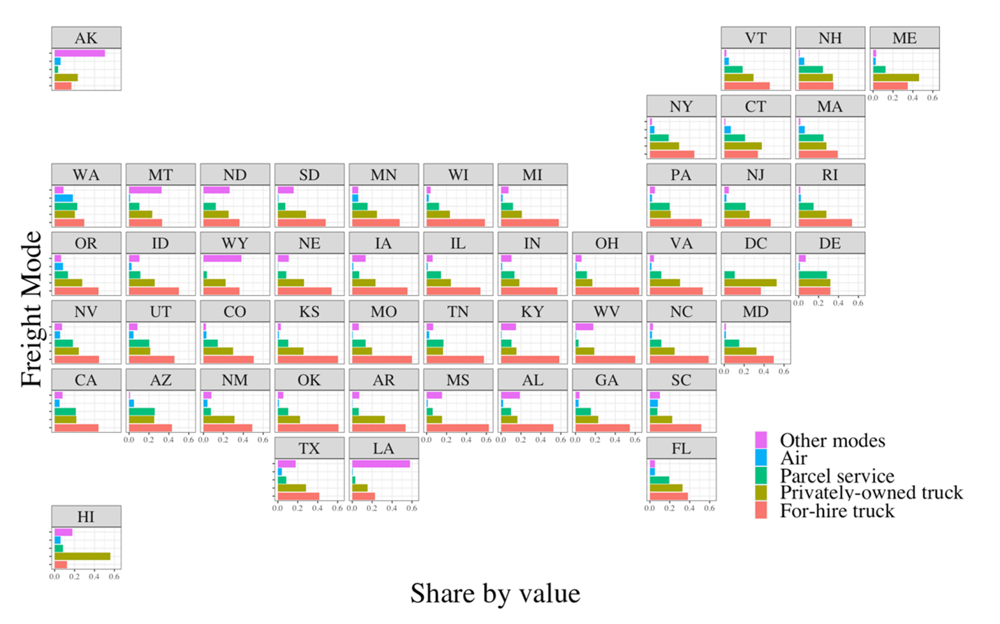 AK
VT NH ME
0.0 0.2 0.4 0.6
NY CT MA
WA MT ND SD MN WI MI PA NJ RI
OR ID WY NE IA IL IN OH VA DC DE
0.0 0.2 0.4 0.6
NV UT CO KS MO TN KY WV NC MD
0.0 0.2 0.4 0.6
CA AZ NM OK AR MS AL GA SC
0.0 0.2 0.4 0.6 0.0 0.2 0.4 0.6 0.0 0.2 0.4 0.6 0.0 0.2 0.4 0.6 0.0 0.2 0.4 0.6
TX LA FL
0.0 0.2 0.4 0.6 0.0 0.2 0.4 0.6 0.0 0.2 0.4 0.6
HI
0.0 0.2 0.4 0.6
Freight Mode
Share by value
Other modes
Air
Parcel service
Privately-owned truck
For-hire truck